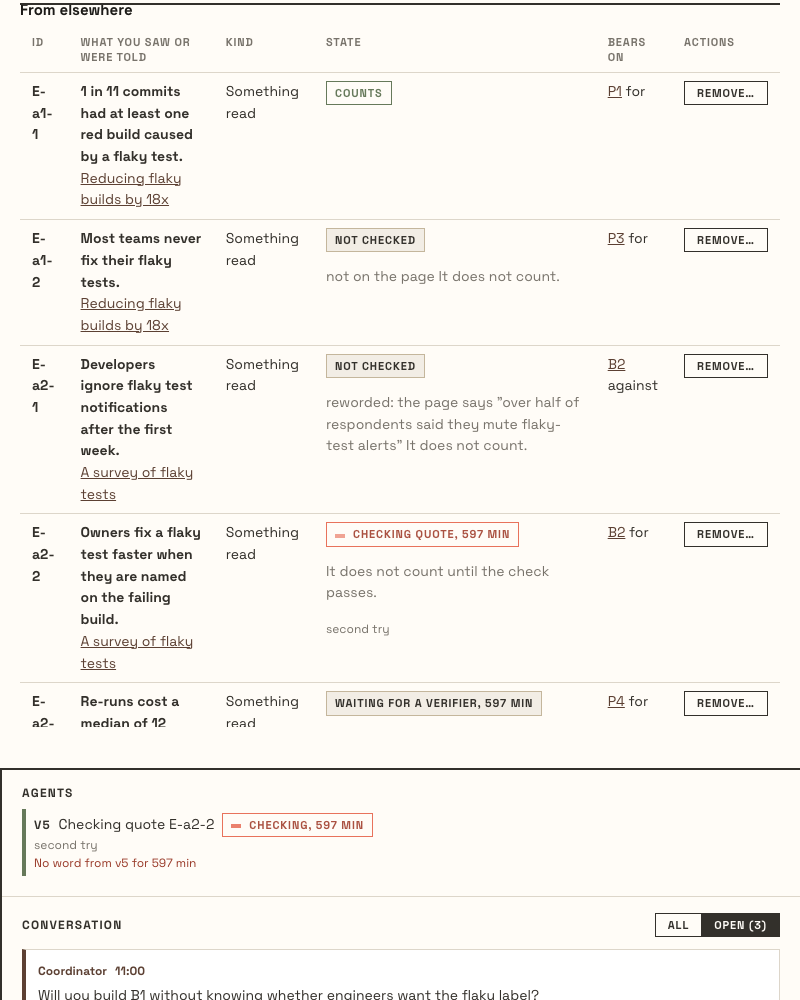 From elsewhere
ID WHAT YOU SAW OR WERE TOLD KIND STATE BEARS ON ACTIONS
E-a1-1
1 in 11 commits
had at least one
red build caused
by a flaky test.
Reducing flaky
builds by 18x
Something
read
COUNTS
P1 for
REMOVE…
E-a1-2
Most teams never
fix their flaky
tests.
Reducing flaky
builds by 18x
Something
read
NOT CHECKED
not on the page It does not count.
P3 for
REMOVE…
E-a2-1
Developers
ignore flaky test
notifications
after the first
week.
A survey of flaky
tests
Something
read
NOT CHECKED
reworded: the page says "over half of
respondents said they mute flaky-
test alerts" It does not count.
B2
against
REMOVE…
E-a2-2
Owners fix a flaky
test faster when
they are named
on the failing
build.
A survey of flaky
tests
Something
read
CHECKING QUOTE, 597 MIN
It does not count until the check
passes.
second try
B2 for
REMOVE…
E-a2-
Re-runs cost a
median of 12
Something
read
WAITING FOR A VERIFIER, 597 MIN
P4 for
REMOVE…
AGENTS
V5 Checking quote E-a2-2 CHECKING, 597 MIN
second try
No word from v5 for 597 min
CONVERSATION
ALL OPEN (3)
Coordinator 11:00
Will you build B1 without knowing whether engineers want the flaky label?